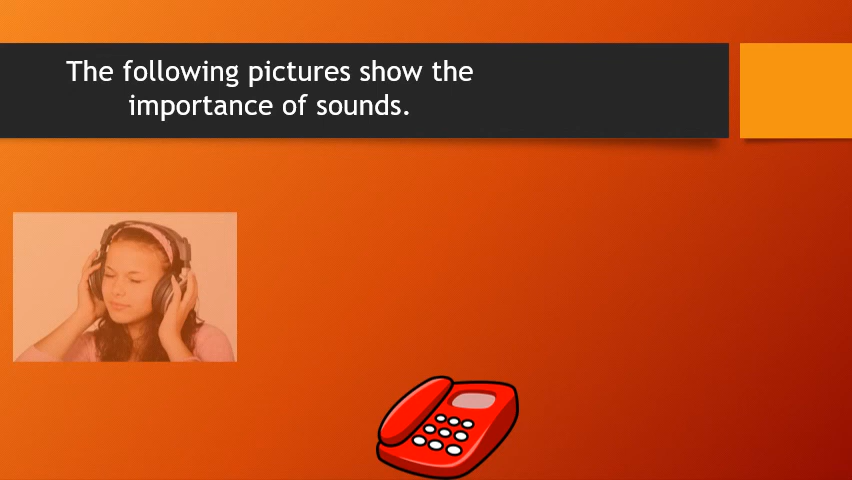 The following pictures show the
importance of sounds.